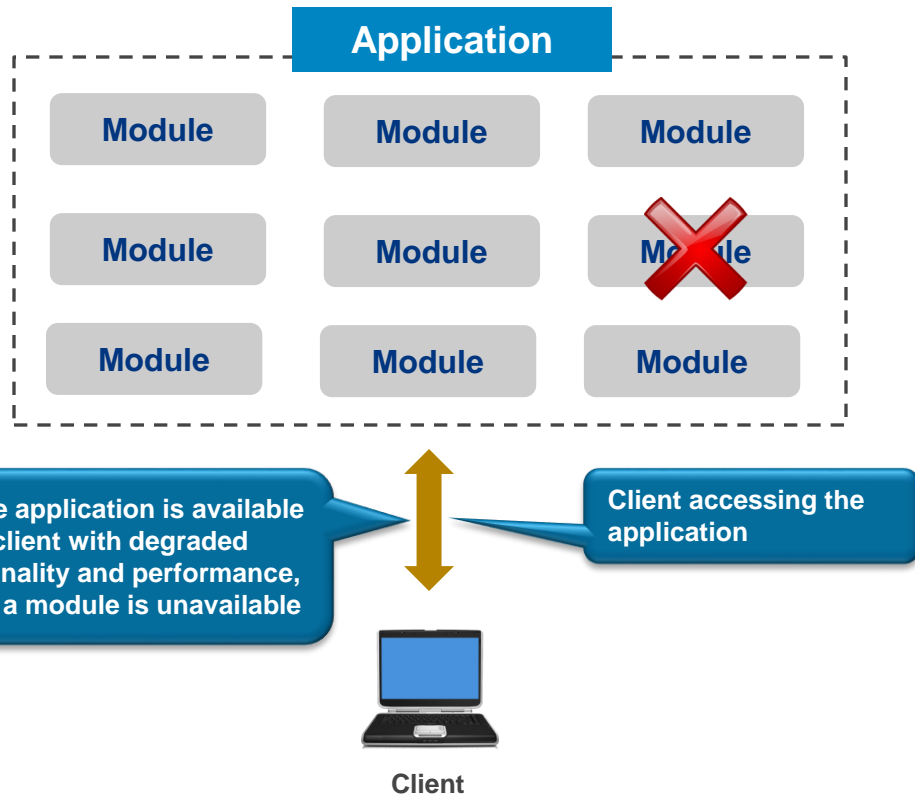 Application
Module Module Module
Module Module Module
Module Module Module
application is available
client with degraded
and performance,
a module is unavailable
Client accessing the
application
Client